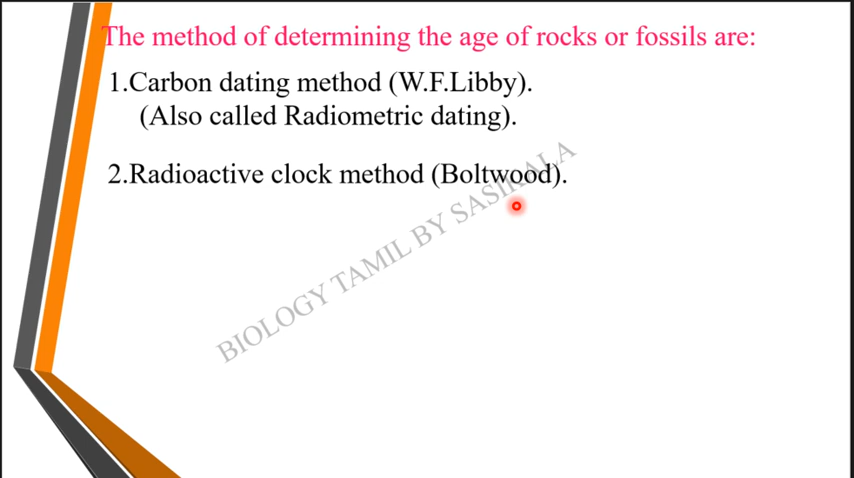 The method of determining the age of rocks or fossils are:
1.Carbon dating method (W.F.Libby).
(Also called Radiometric dating).
2.Radioactive clock method (Boltwood).
BIOLOGY TAMIL BY SASIKALA